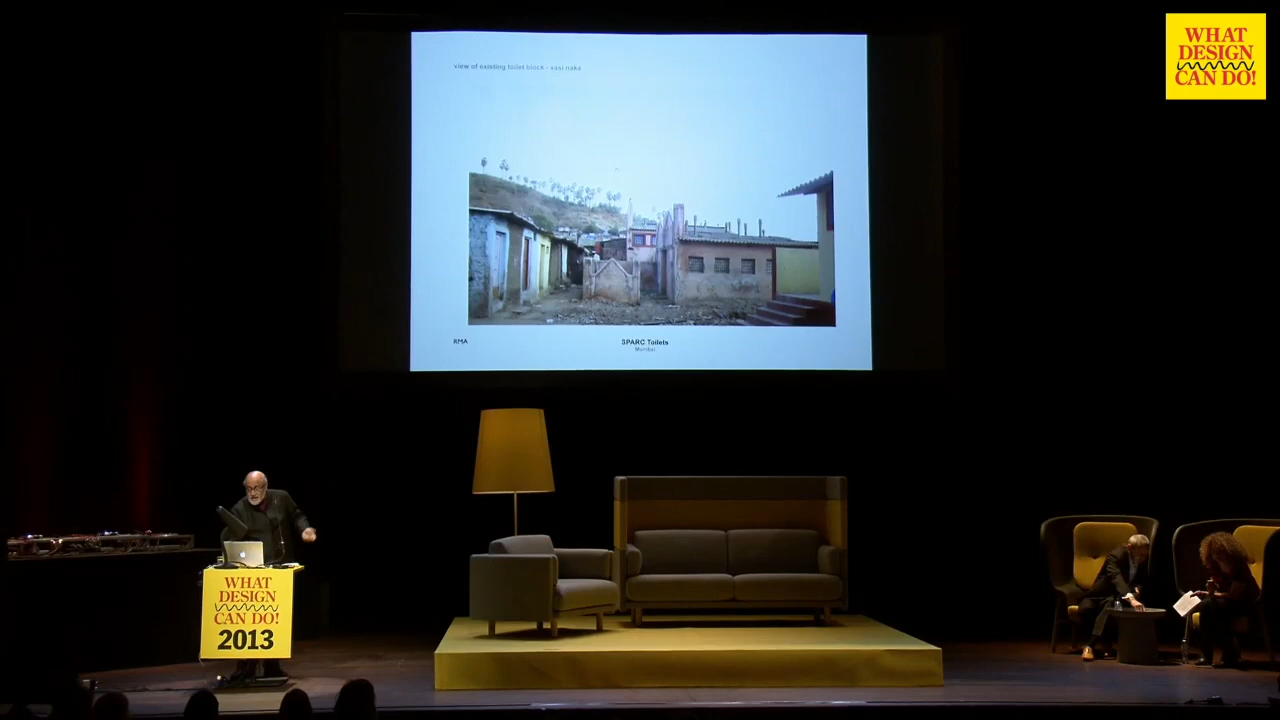 view of existing toilet block - vasi naka
RMA
SPARC Toilets
Mumbai
WHAT
DESIGN
CAN DO!
2013
WHAT
DESIGN
CAN DO!